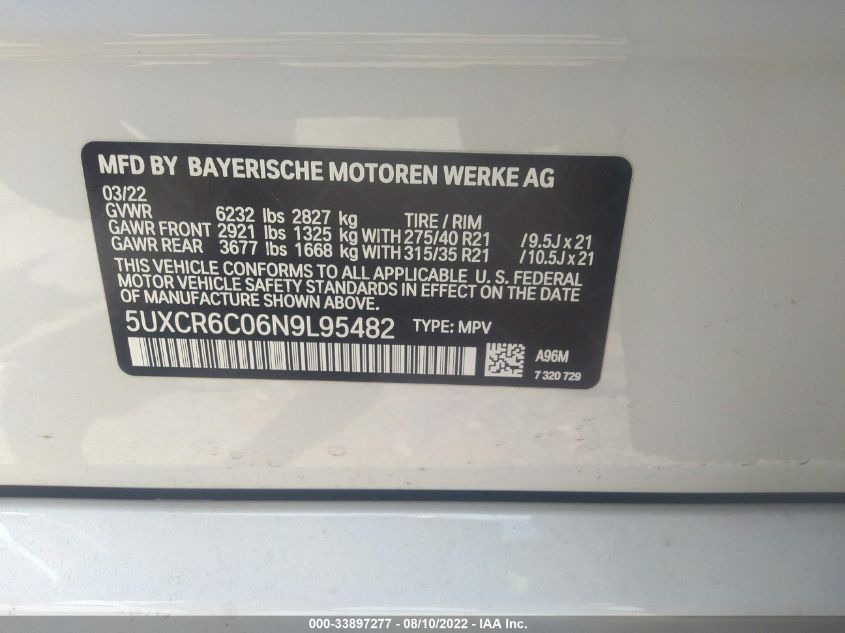 MFD BY BAYERISCHE MOTOREN WERKE AG
03/22
GVWR 6232 lbs 2827 kg TIRE / RIM
GAWR FRONT 2921 lbs 1325 kg WITH 275/40 R21 /9.5J x 21
GAWR REAR 3677 lbs 1668 kg WITH 315/35 R21 /10.5J x 21
THIS VEHICLE CONFORMS TO ALL APPLICABLE U. S. FEDERAL
MOTOR VEHICLE SAFETY STANDARDS IN EFFECT ON THE DATE
OF MANUFACTURE SHOWN ABOVE.
5UXCR6C06N9L95482 TYPE: MPV
A96M
7 320 729
000-33897277 - 08/10/2022 - IAA Inc.